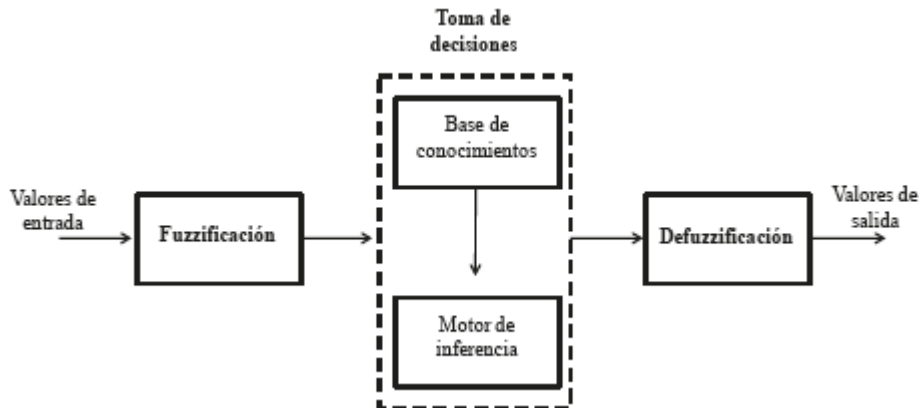 Toma de
decisiones
Base de
conocimientos
Valores de
entrada
Fuzzificación
Defuzzificación
Valores de
salida
Motor de
inferencia